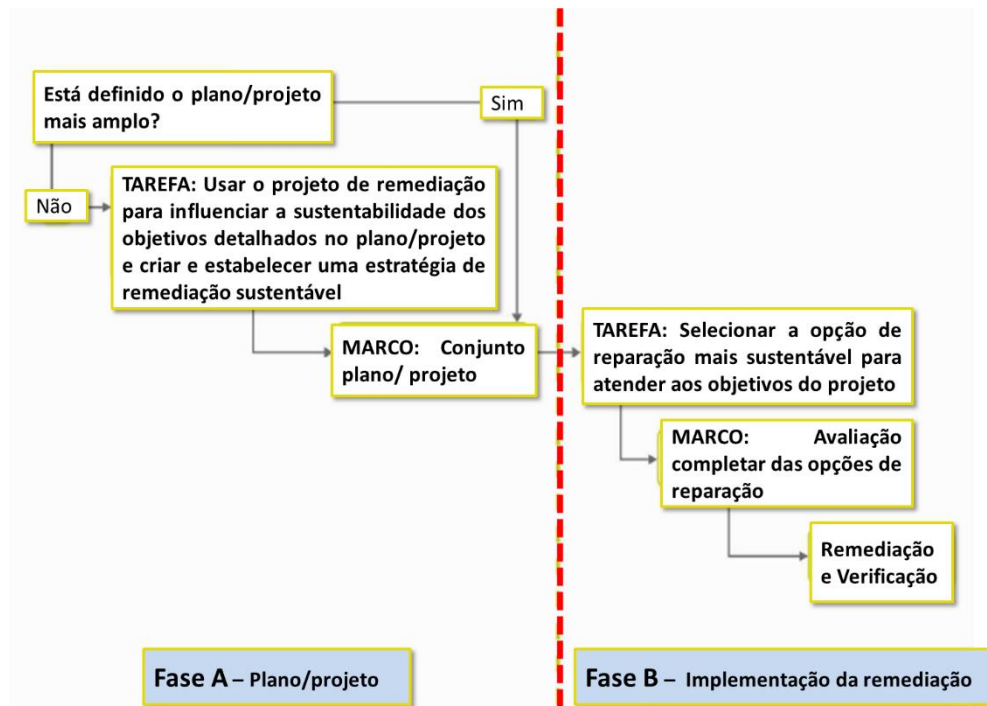 Está definido o plano/projeto
mais amplo?
Sim
Não
TAREFA: Usar o projeto de remediação
para influenciar a sustentabilidade dos
objetivos detalhados no plano/projeto
e criar e estabelecer uma estratégia de
remediação sustentável
MARCO: Conjunto
plano/ projeto
TAREFA: Selecionar a opção de
reparação mais sustentável para
atender aos objetivos do projeto
MARCO: Avaliação
completar das opções de
reparação
Remediação
e Verificação
Fase A – Plano/projeto
Fase B – Implementação da remediação